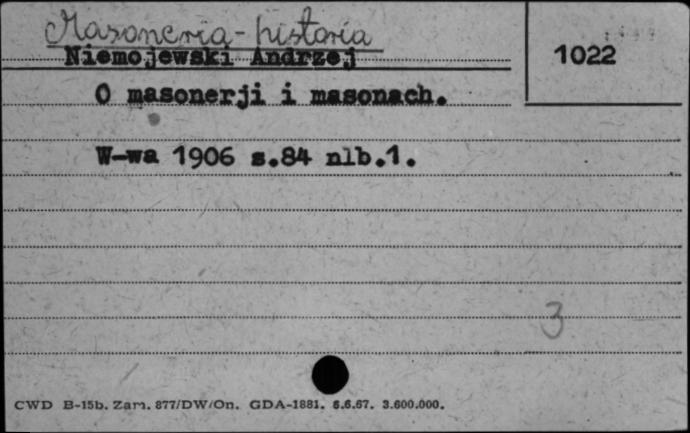 Masoneria - historia
Niemojewski Andrzej
1022
O masonerji i masonach.
W-wa 1906 s.84 nlb.1.
3
CWD B-15b. Zam. 877/DW/On. GDA-1881. 6.6.67. 3.600.000.